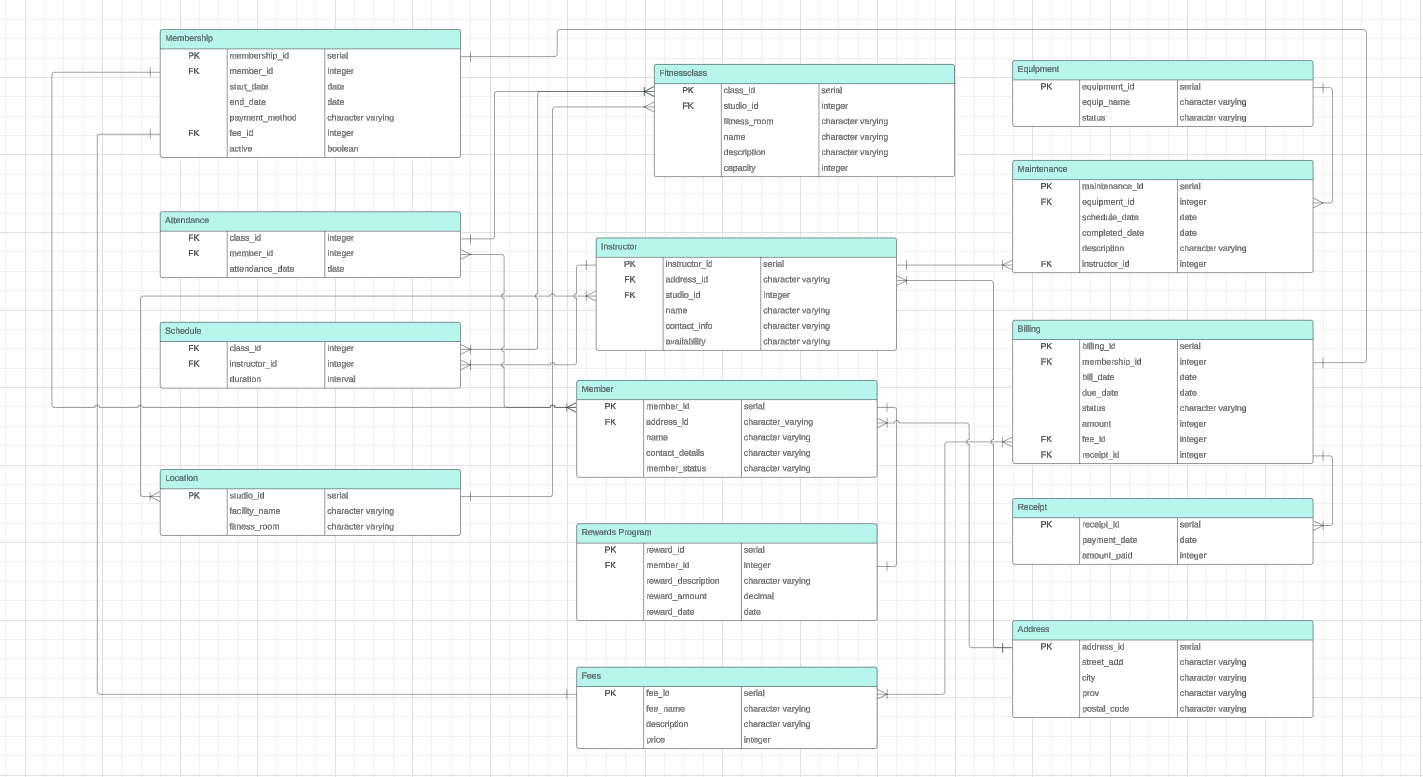 Membership
PK membership_id serial
FK member_id integer
start_date date
end_date date
payment_method character varying
FK fee_id integer
active boolean
Fitnessclass
PK class_id serial
FK studio_id integer
fitness_room character varying
name character varying
description character varying
capacity integer
Equipment
PK equipment_id serial
equip_name character varying
status character varying
Maintenance
PK maintenance_id serial
FK equipment_id integer
schedule_date date
completed_date date
description character varying
FK instructor_id integer
Attendance
FK class_id integer
FK member_id integer
attendance_date date
Instructor
PK instructor_id serial
FK address_id character varying
FK studio_id integer
name character varying
contact_info character varying
availability character varying
Schedule
FK class_id integer
FK instructor_id integer
duration interval
Billing
PK billing_id serial
FK membership_id integer
bill_date date
due_date date
status character varying
amount integer
FK fee_id integer
FK receipt_id integer
Member
PK member_id serial
FK address_id character_varying
name character varying
contact_details character varying
member_status character varying
Location
PK studio_id serial
facility_name character varying
fitness_room character varying
Receipt
PK receipt_id serial
payment_date date
amount_paid integer
Rewards Program
PK reward_id serial
FK member_id integer
reward_description character varying
reward_amount decimal
reward_date date
Address
PK address_id serial
street_add character varying
city character varying
prov character varying
postal_code character varying
Fees
PK fee_id serial
fee_name character varying
description character varying
price integer